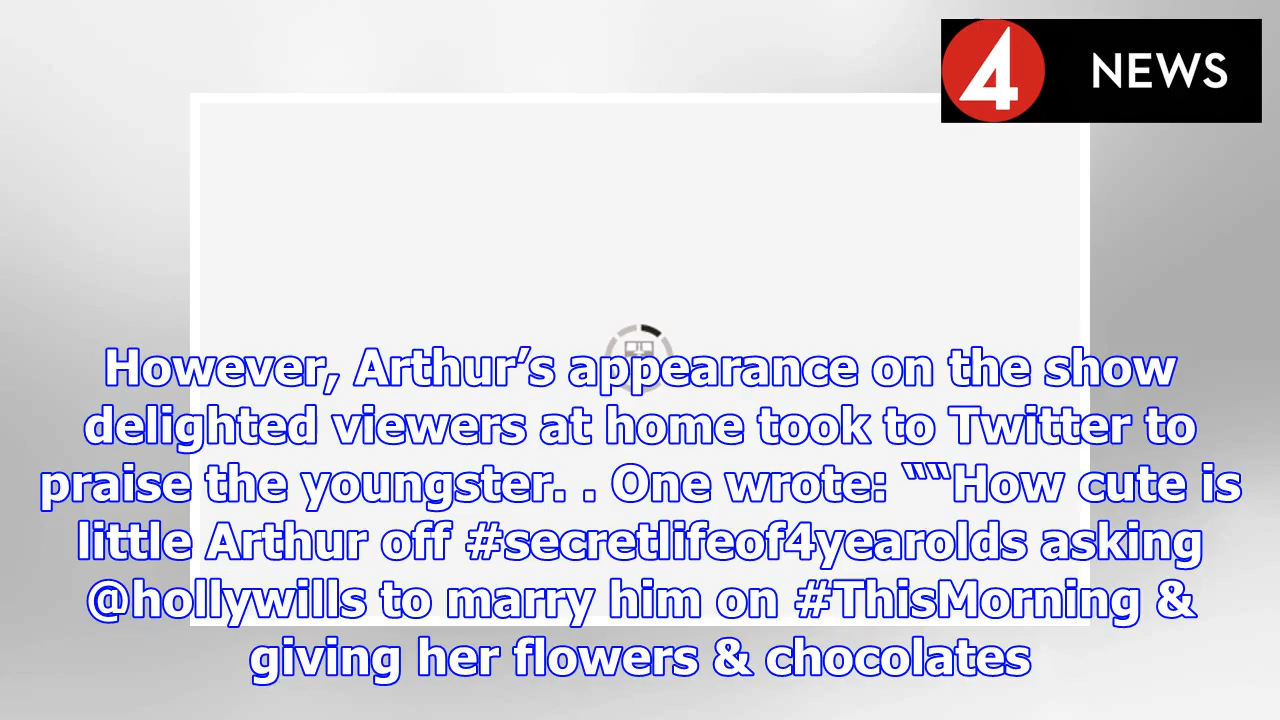 4 NEWS
However, Arthur’s appearance on the show
delighted viewers at home took to Twitter to
praise the youngster. . One wrote: ““How cute is
little Arthur off #secretlifeof4yearolds asking
@hollywills to marry him on #ThisMorning &
giving her flowers & chocolates